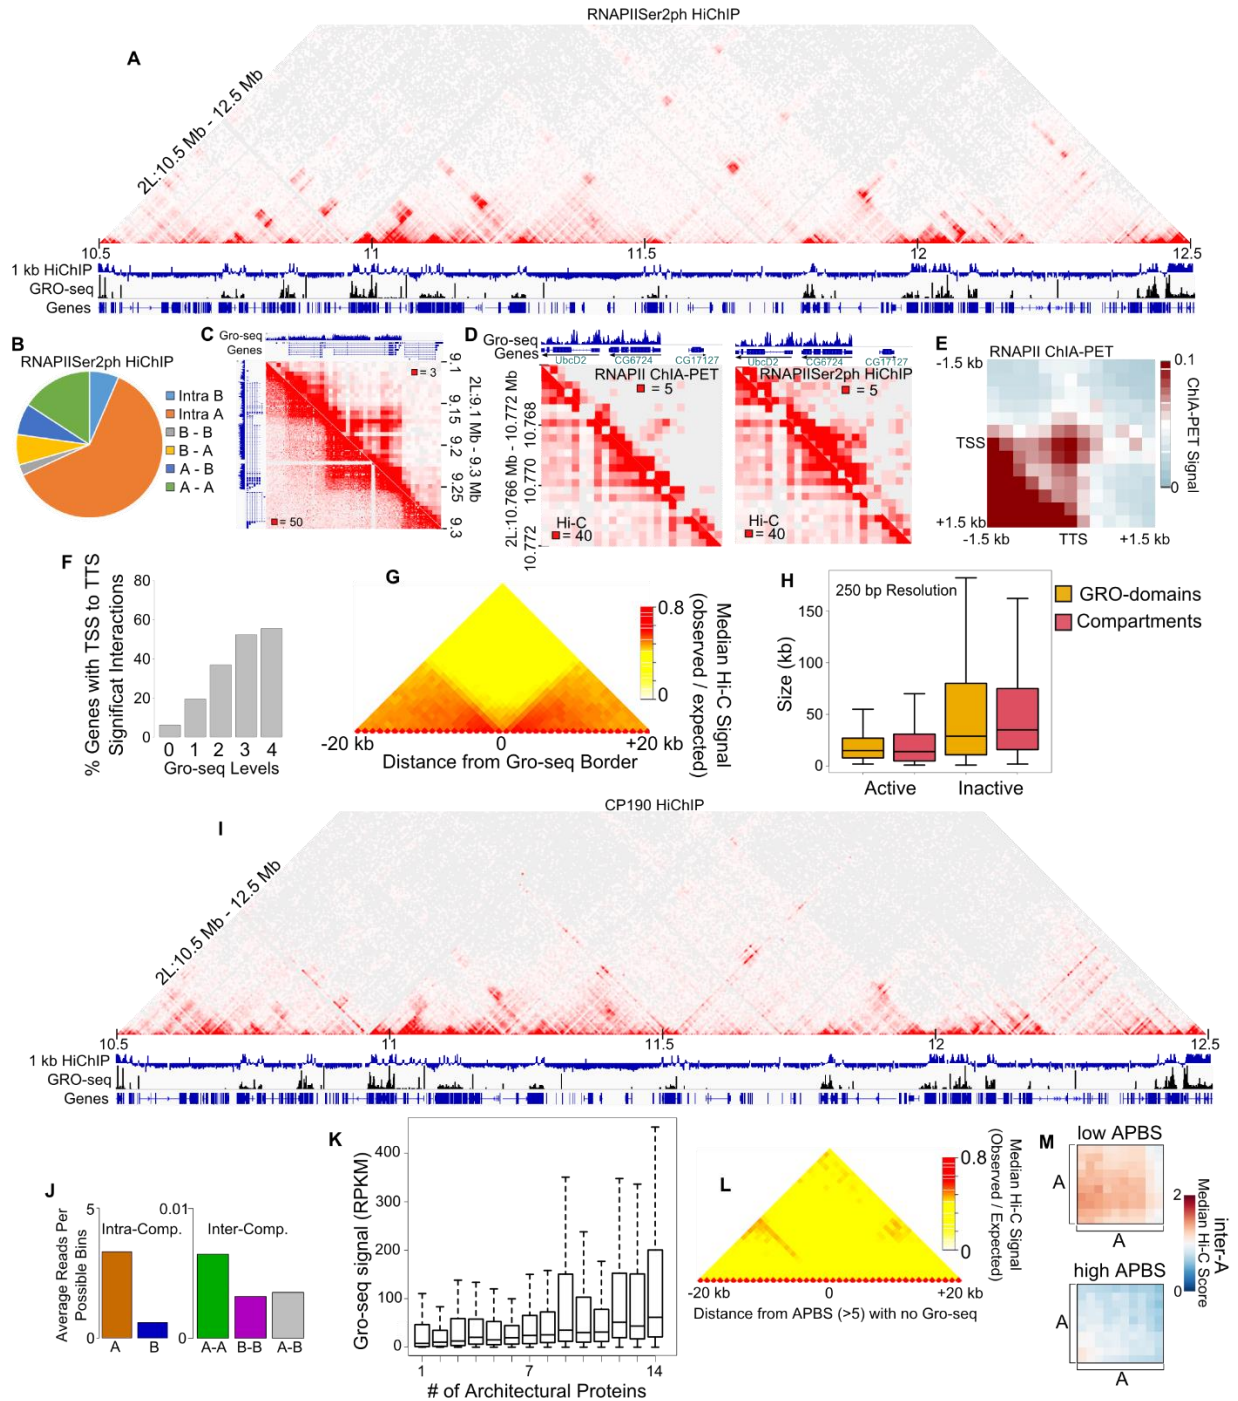 RNAPIISer2ph HiChIP
A
2L:10.5 Mb - 12.5 Mb
10.5 11 11.5 12 12.5
1 kb HiChIP
GRO-seq
Genes
B
RNAPIISer2ph HiChIP
Intra B
Intra A
B - B
B - A
A - B
A - A
C
Gro-seq
Genes
= 3
= 50
9.1
9.15
9.2
9.25
9.3
2L:9.1 Mb - 9.3 Mb
D
Gro-seq
Genes
UbcD2 CG6724 CG17127
UbcD2 CG6724 CG17127
RNAPII ChIA-PET
= 5
RNAPIISer2ph HiChIP
= 5
Hi-C
= 40
Hi-C
= 40
2L:10.766 Mb - 10.772 Mb
10.768
10.770
10.772
E
RNAPII ChIA-PET
-1.5 kb
TSS
+1.5 kb
-1.5 kb TTS +1.5 kb
0.1
0
ChIA-PET Signal
F
% Genes with TSS to TTS
Significat Interactions
80
60
40
20
0
0 1 2 3 4
Gro-seq Levels
G
-20 kb 0 +20 kb
Distance from Gro-seq Border
0.8
0
Median Hi-C Signal
(observed / expected)
H
250 bp Resolution
Size (kb)
150
100
50
0
Active Inactive
GRO-domains
Compartments
CP190 HiChIP
I
2L:10.5 Mb - 12.5 Mb
10.5 11 11.5 12 12.5
1 kb HiChIP
GRO-seq
Genes
J
Average Reads Per
Possible Bins
5
0
Intra-Comp.
A B
0.01
0
Inter-Comp.
A-A B-B A-B
K
Gro-seq signal (RPKM)
400
300
200
100
0
1 7 14
# of Architectural Proteins
L
-20 kb 0 +20 kb
Distance from APBS (>5) with no Gro-seq
0.8
0
Median Hi-C Signal
(Observed / Expected)
M
low APBS
A
A
high APBS
A
A
2
0
Median Hi-C Score
inter-A